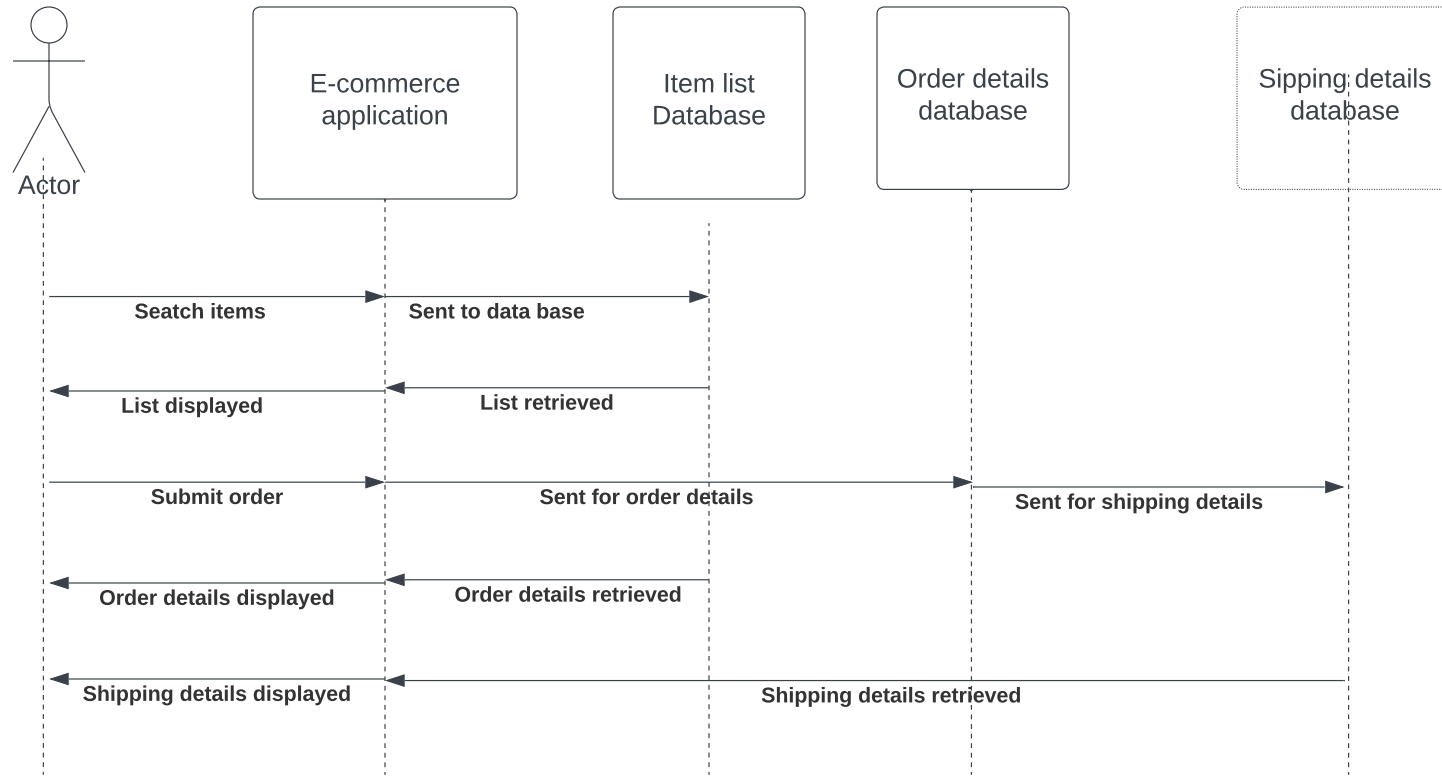 E-commerce
application
Item list
Database
Order details
database
Sipping details
database
Actor
Seatch items
Sent to data base
List displayed
List retrieved
Submit order
Sent for order details
Sent for shipping details
Order details displayed
Order details retrieved
Shipping details displayed
Shipping details retrieved